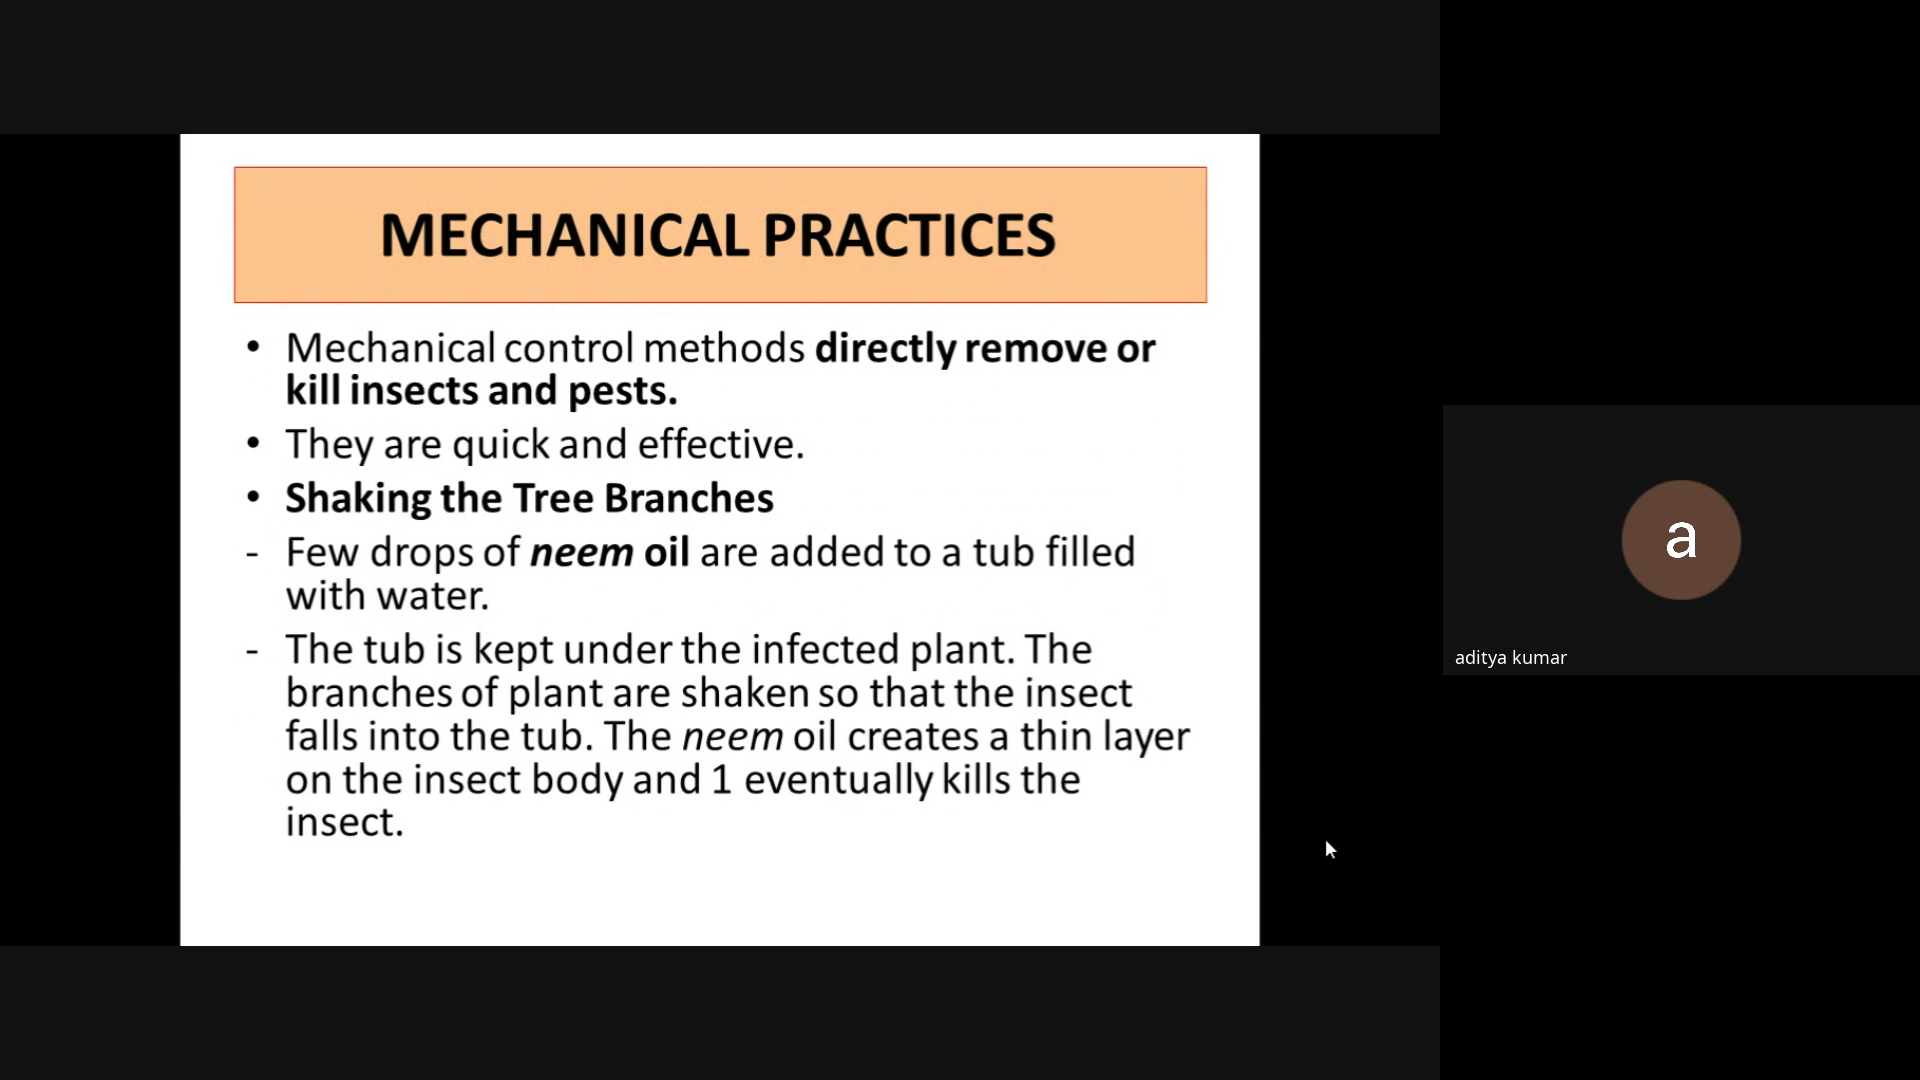 MECHANICAL PRACTICES
• Mechanical control methods directly remove or
kill insects and pests.
• They are quick and effective.
• Shaking the Tree Branches
- Few drops of neem oil are added to a tub filled
with water.
- The tub is kept under the infected plant. The
branches of plant are shaken so that the insect
falls into the tub. The neem oil creates a thin layer
on the insect body and 1 eventually kills the
insect.
a
aditya kumar